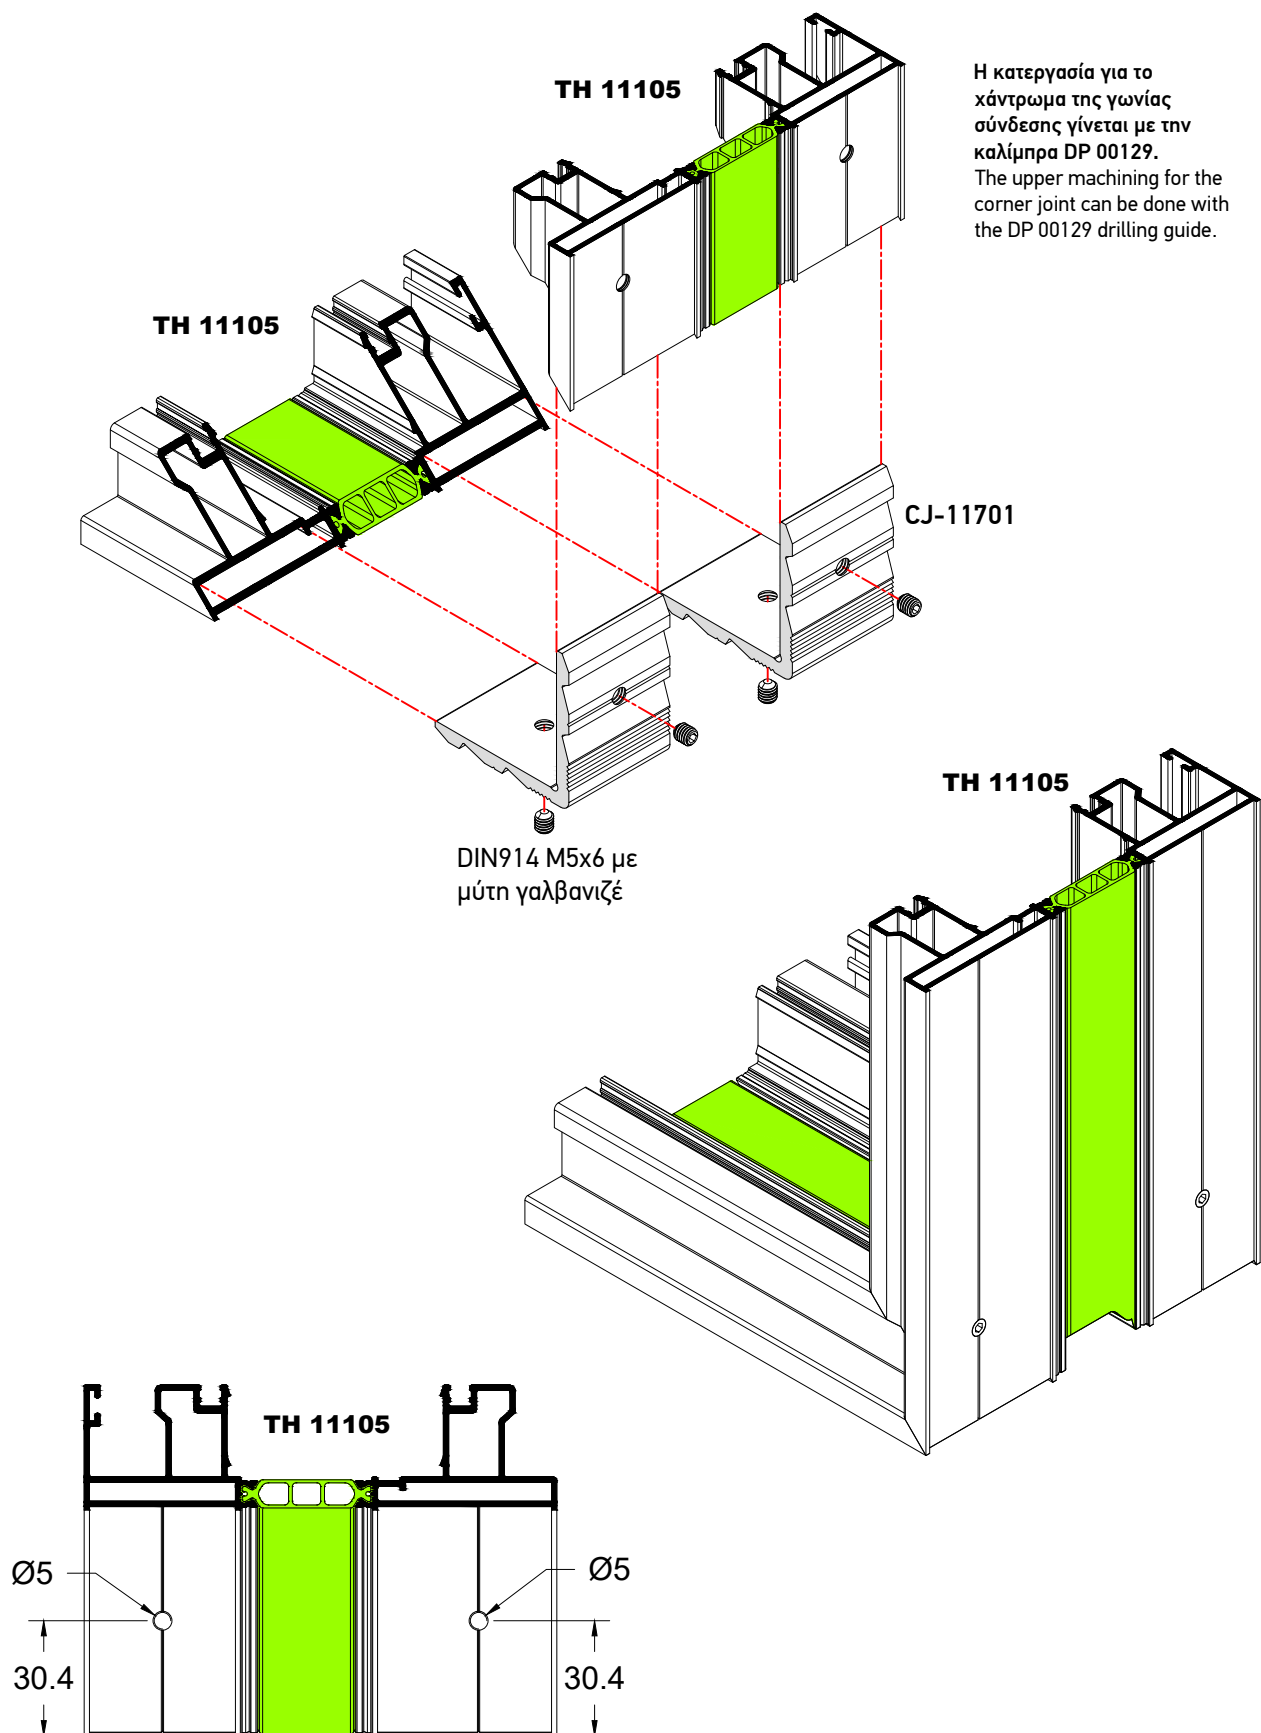 TH 11105
Η κατεργασία για το
χάντρωμα της γωνίας
σύνδεσης γίνεται με την
καλίμπρα DP 00129.
The upper machining for the
corner joint can be done with
the DP 00129 drilling guide.
TH 11105
CJ-11701
TH 11105
DIN914 M5x6 με
μύτη γαλβανιζέ
TH 11105
Ø5
Ø5
30.4
30.4